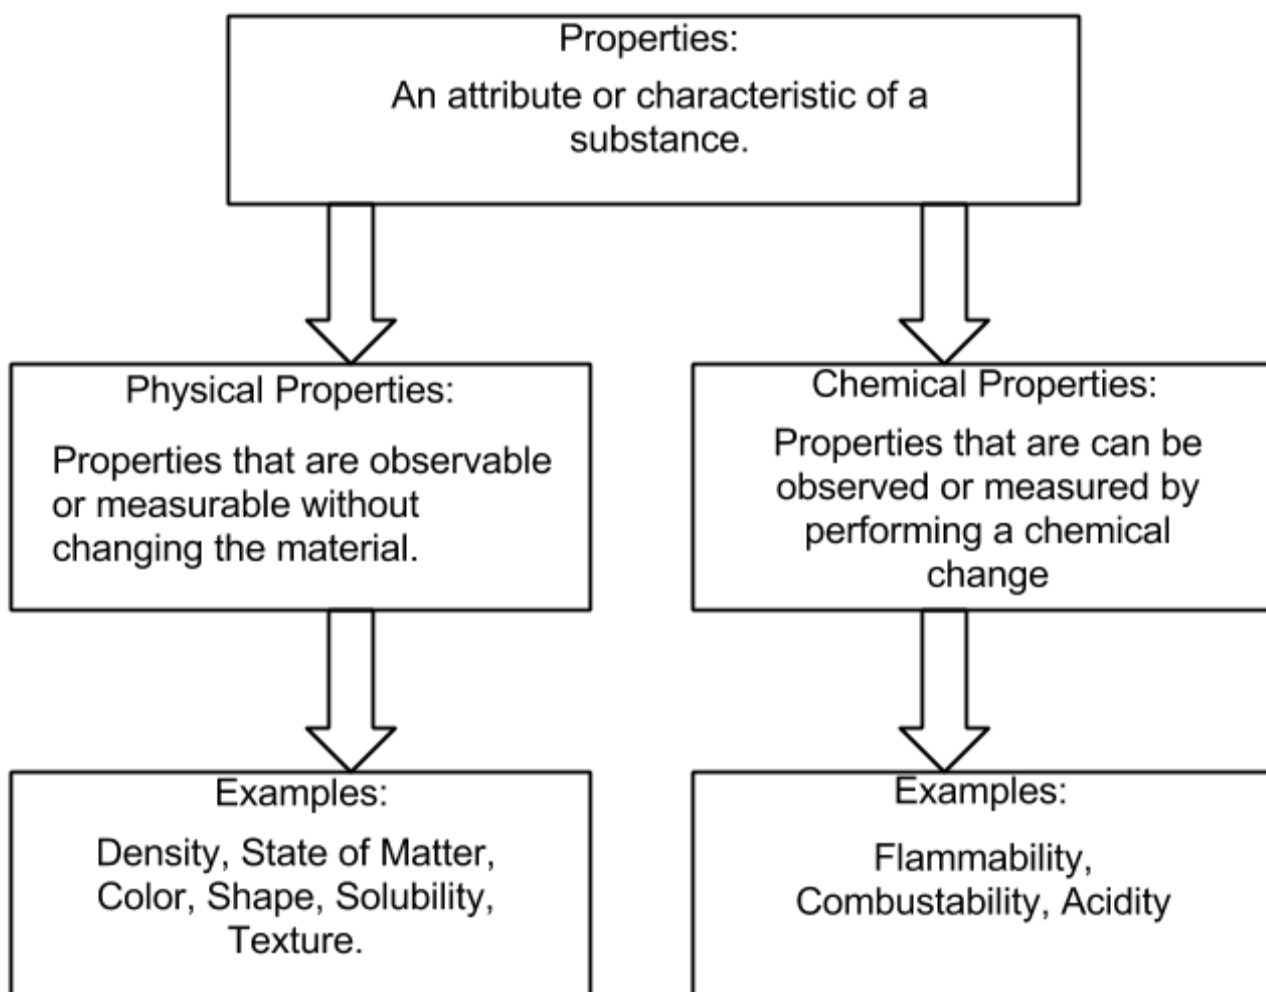 Properties:
An attribute or characteristic of a
substance.
Physical Properties:
Properties that are observable
or measurable without
changing the material.
Chemical Properties:
Properties that are can be
observed or measured by
performing a chemical
change
Examples:
Density, State of Matter,
Color, Shape, Solubility,
Texture.
Examples:
Flammability,
Combustability, Acidity